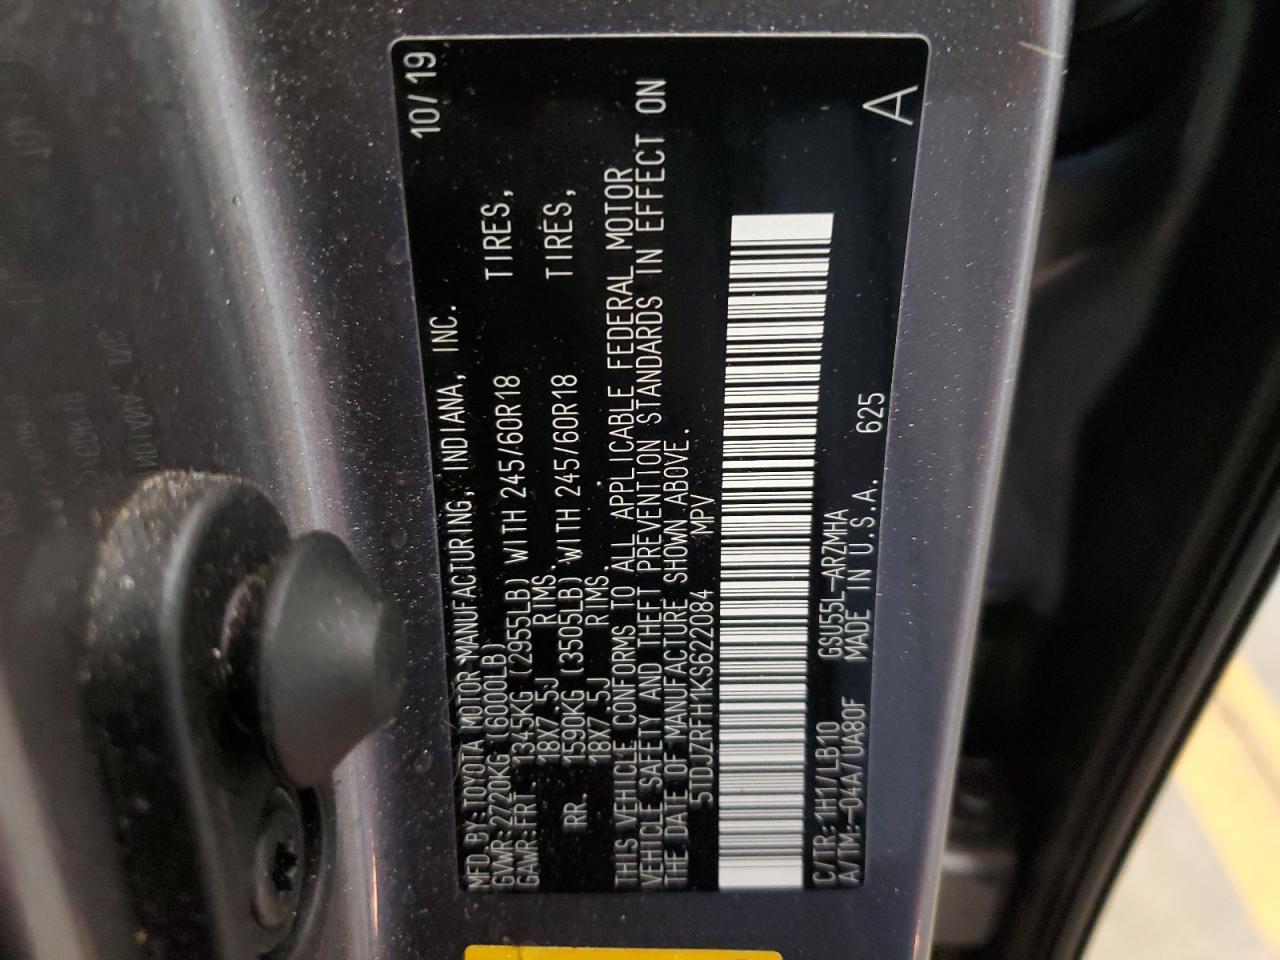 10/19
MFD. BY: TOYOTA MOTOR MANUFACTURING, INDIANA, INC.
GVWR: 2720KG (6000LB)
GAWR: FRT. 1345KG (2955LB) WITH 245/60R18 TIRES,
18X7.5J RIMS.
RR. 1590KG (3505LB) WITH 245/60R18 TIRES,
18X7.5J RIMS
THIS VEHICLE CONFORMS TO ALL APPLICABLE FEDERAL MOTOR
VEHICLE SAFETY AND THEFT PREVENTION STANDARDS IN EFFECT ON
THE DATE OF MANUFACTURE SHOWN ABOVE.
5TDJZRFH1KS622084 MPV
C/TR: 1H1/LB10 GSU55L-ARZMHA
A/TM:-04A/UA80F MADE IN U.S.A. 625
A